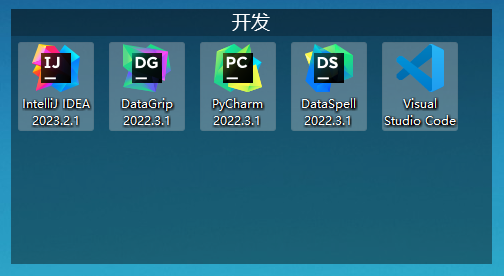 开发
IJ DG PC DS
IntelliJ IDEA DataGrip PyCharm DataSpell Visual
2023.2.1 2022.3.1 2022.3.1 2022.3.1 Studio Code